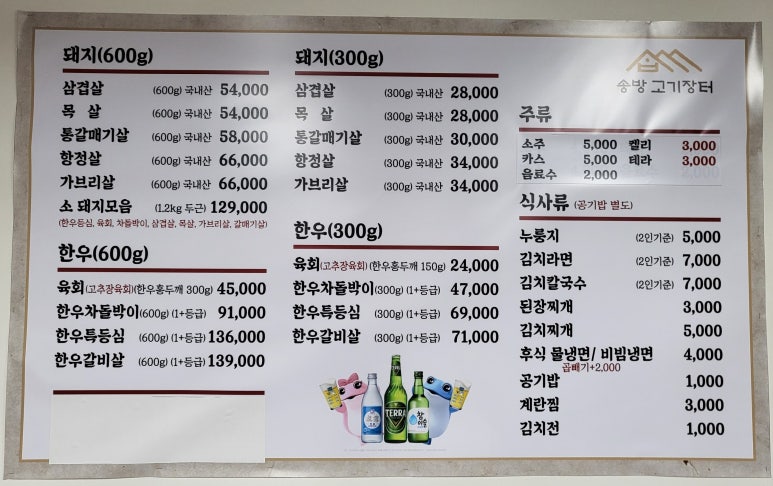 돼지(600g)
삼겹살 (600g) 국내산 54,000
목 살 (600g) 국내산 54,000
통갈매기살 (600g) 국내산 58,000
항정살 (600g) 국내산 66,000
가브리살 (600g) 국내산 66,000
소 돼지모음 (1.2kg 두근) 129,000
(한우등심, 육회, 차돌박이, 삼겹살, 목살, 가브리살, 갈매기살)
한우(600g)
육회(고추장육회)(한우홍두깨 300g) 45,000
한우차돌박이(600g) (1+등급) 91,000
한우특등심 (600g) (1+등급) 136,000
한우갈비살 (600g) (1+등급) 139,000
돼지(300g)
삼겹살 (300g) 국내산 28,000
목 살 (300g) 국내산 28,000
통갈매기살 (300g) 국내산 30,000
항정살 (300g) 국내산 34,000
가브리살 (300g) 국내산 34,000
한우(300g)
육회(고추장육회) (한우홍두깨 150g) 24,000
한우차돌박이(300g) (1+등급) 47,000
한우특등심 (300g) (1+등급) 69,000
한우갈비살 (300g) (1+등급) 71,000
TERRA
송방 고기장터
주류
소주 5,000 켈리 3,000
카스 5,000 테라 3,000
음료수 2,000
식사류 (공기밥 별도)
누룽지 (2인기준) 5,000
김치라면 (2인기준) 7,000
김치칼국수 (2인기준) 7,000
된장찌개 3,000
김치찌개 5,000
후식 물냉면/ 비빔냉면 4,000
곱빼기+2,000
공기밥 1,000
계란찜 3,000
김치전 1,000